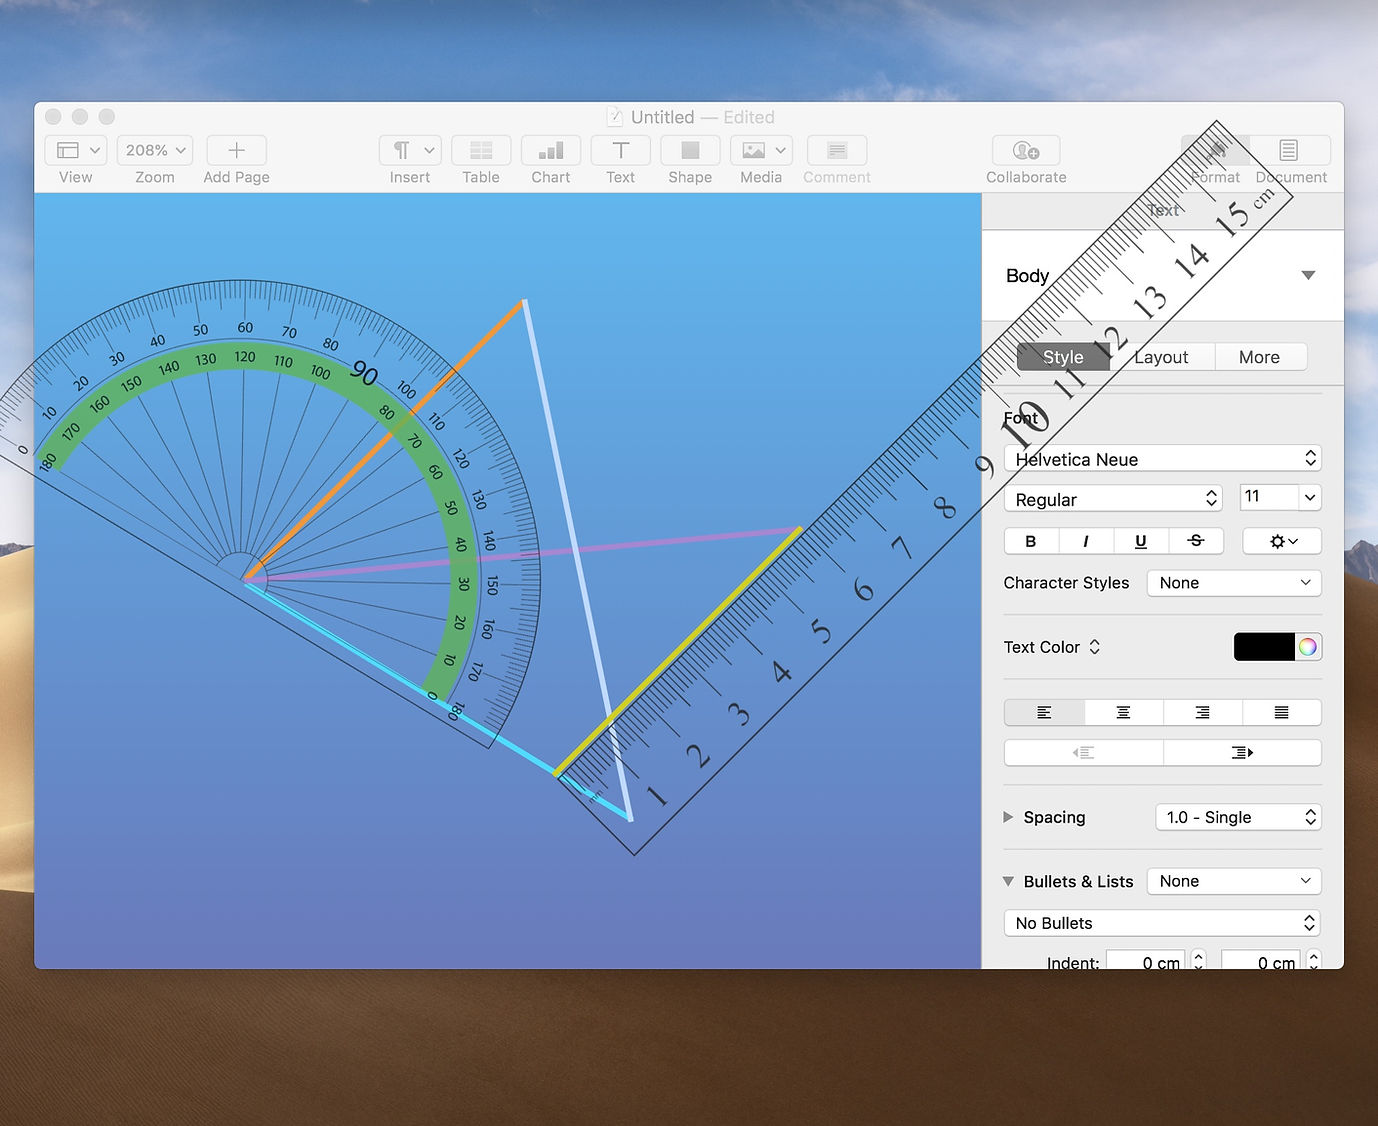 Untitled — Edited
208%
View Zoom Add Page Insert Table Chart Text Shape Media Comment Collaborate Format Document
Text
Body
Style Layout More
Font
Helvetica Neue
Regular 11
B I U S
Character Styles None
Text Color
Spacing 1.0 - Single
Bullets & Lists None
No Bullets
Indent: 0 cm 0 cm
0 10 20 30 40 50 60 70 80 90 100 110 120 130 140 150 160 170 180
180 170 160 150 140 130 120 110 100 80 70 60 50 40 30 20 10 0
mm 1 2 3 4 5 6 7 8 9 10 11 12 13 14 15 cm